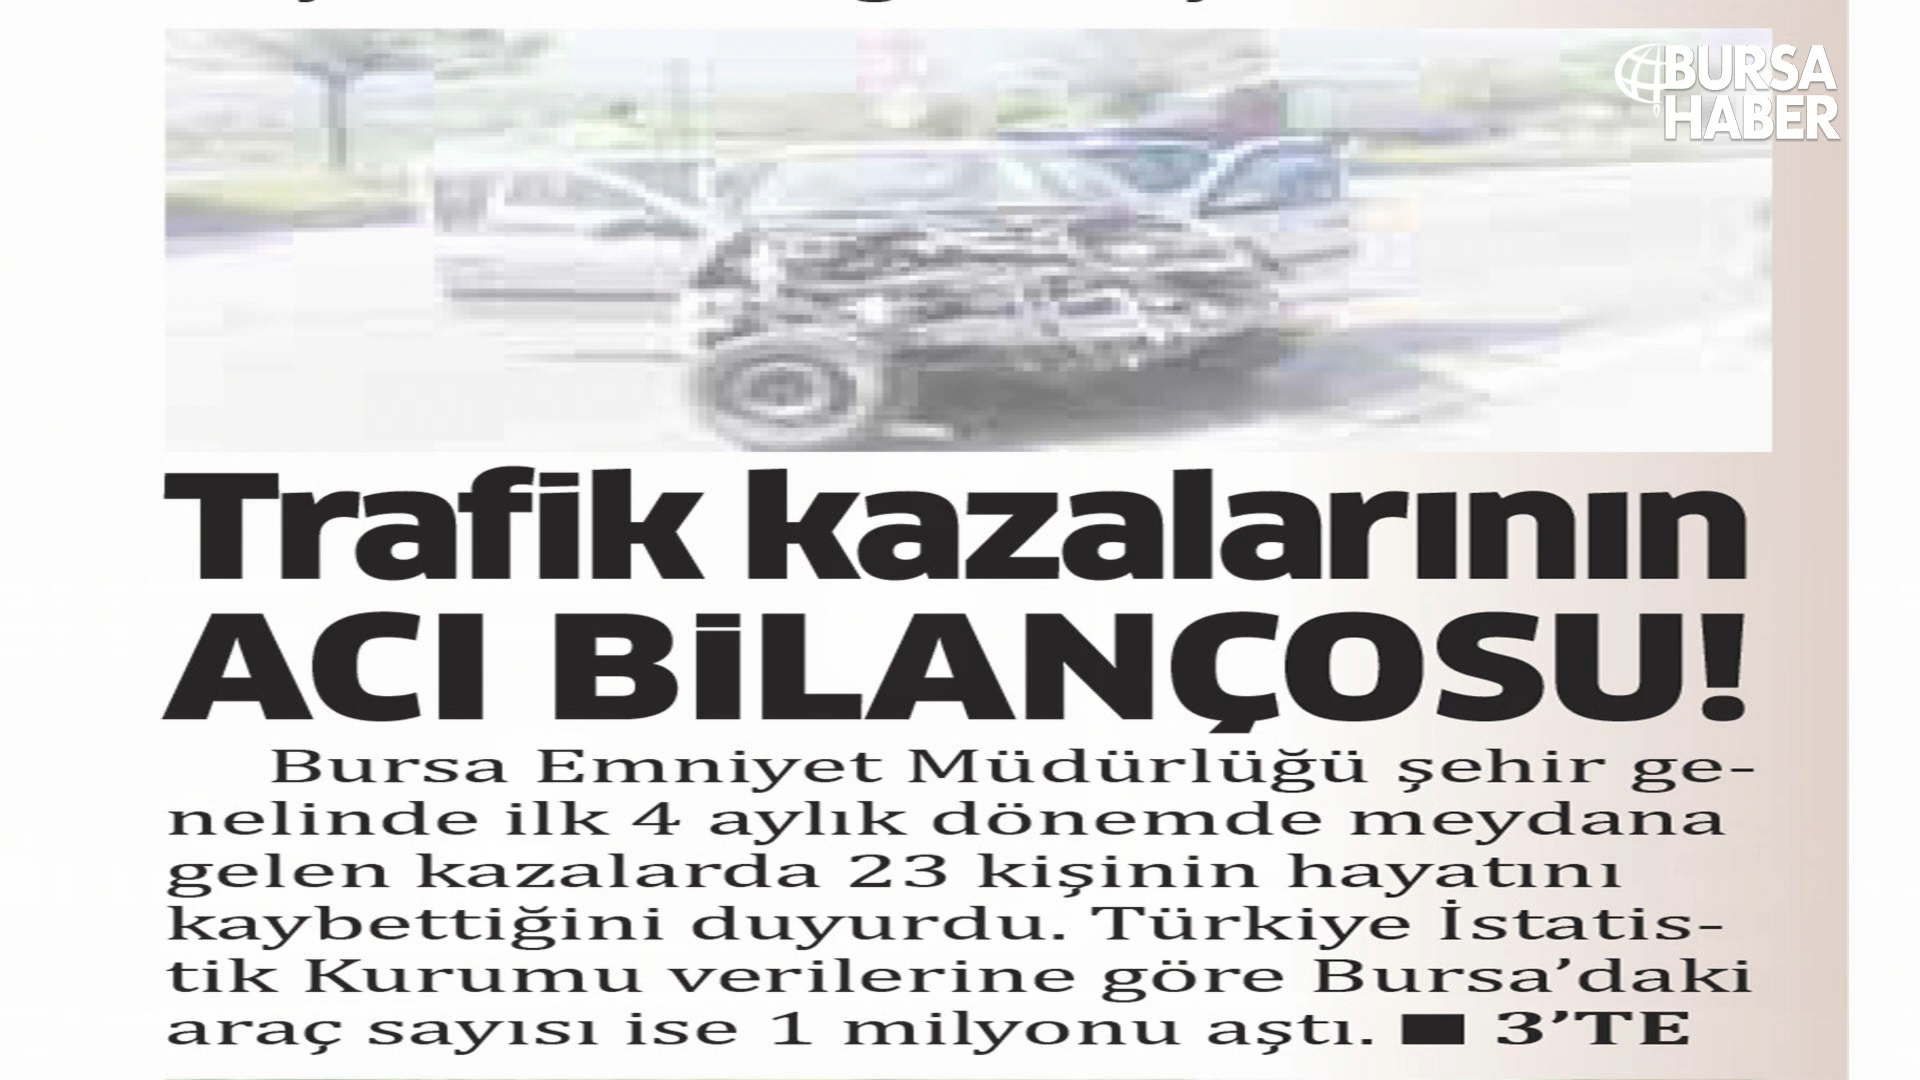 BURSA
HABER
Trafik kazalarının
ACI BİLANÇOSU!
Bursa Emniyet Müdürlüğü şehir ge-
nelinde ilk 4 aylık dönemde meydana
gelen kazalarda 23 kişinin hayatını
kaybettiğini duyurdu. Türkiye İstatis-
tik Kurumu verilerine göre Bursa’daki
araç sayısı ise 1 milyonu aştı. ■ 3’TE